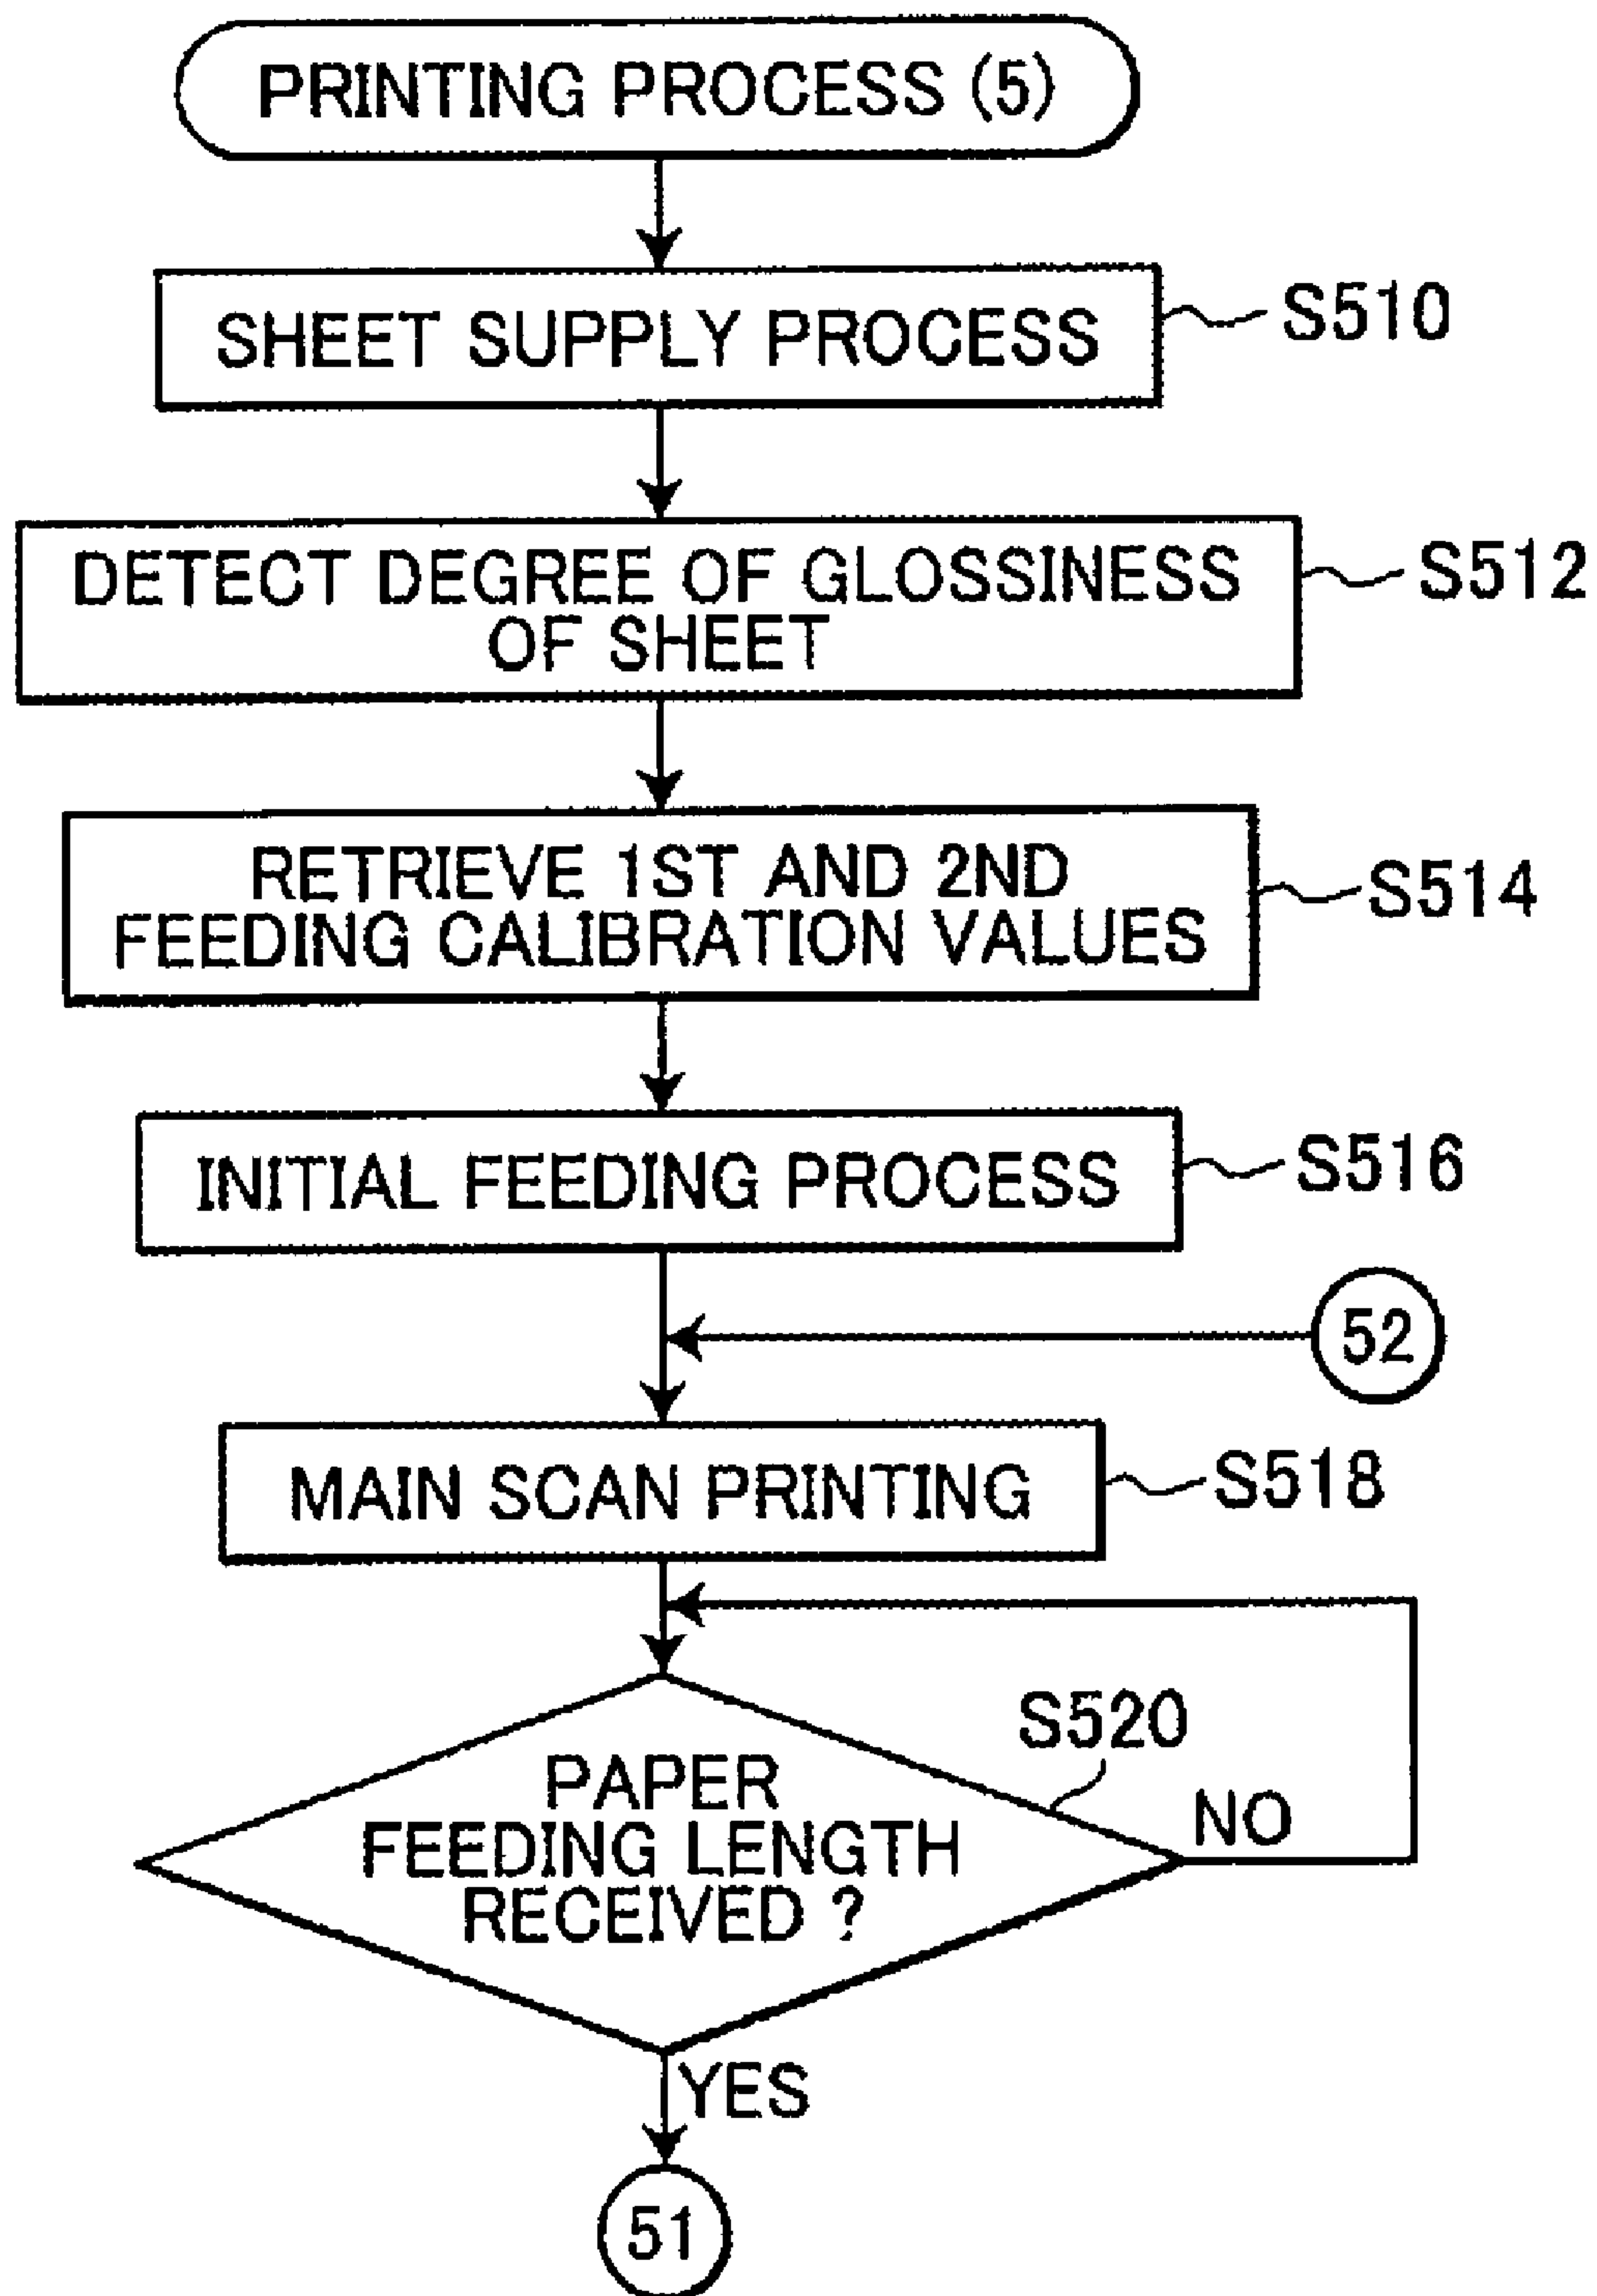 PRINTING PROCESS (5)
SHEET SUPPLY PROCESS
S510
DETECT DEGREE OF GLOSSINESS
OF SHEET
S512
RETRIEVE 1ST AND 2ND
FEEDING CALIBRATION VALUES
S514
INITIAL FEEDING PROCESS
S516
52
MAIN SCAN PRINTING
S518
S520
PAPER
FEEDING LENGTH
RECEIVED ?
NO
YES
51